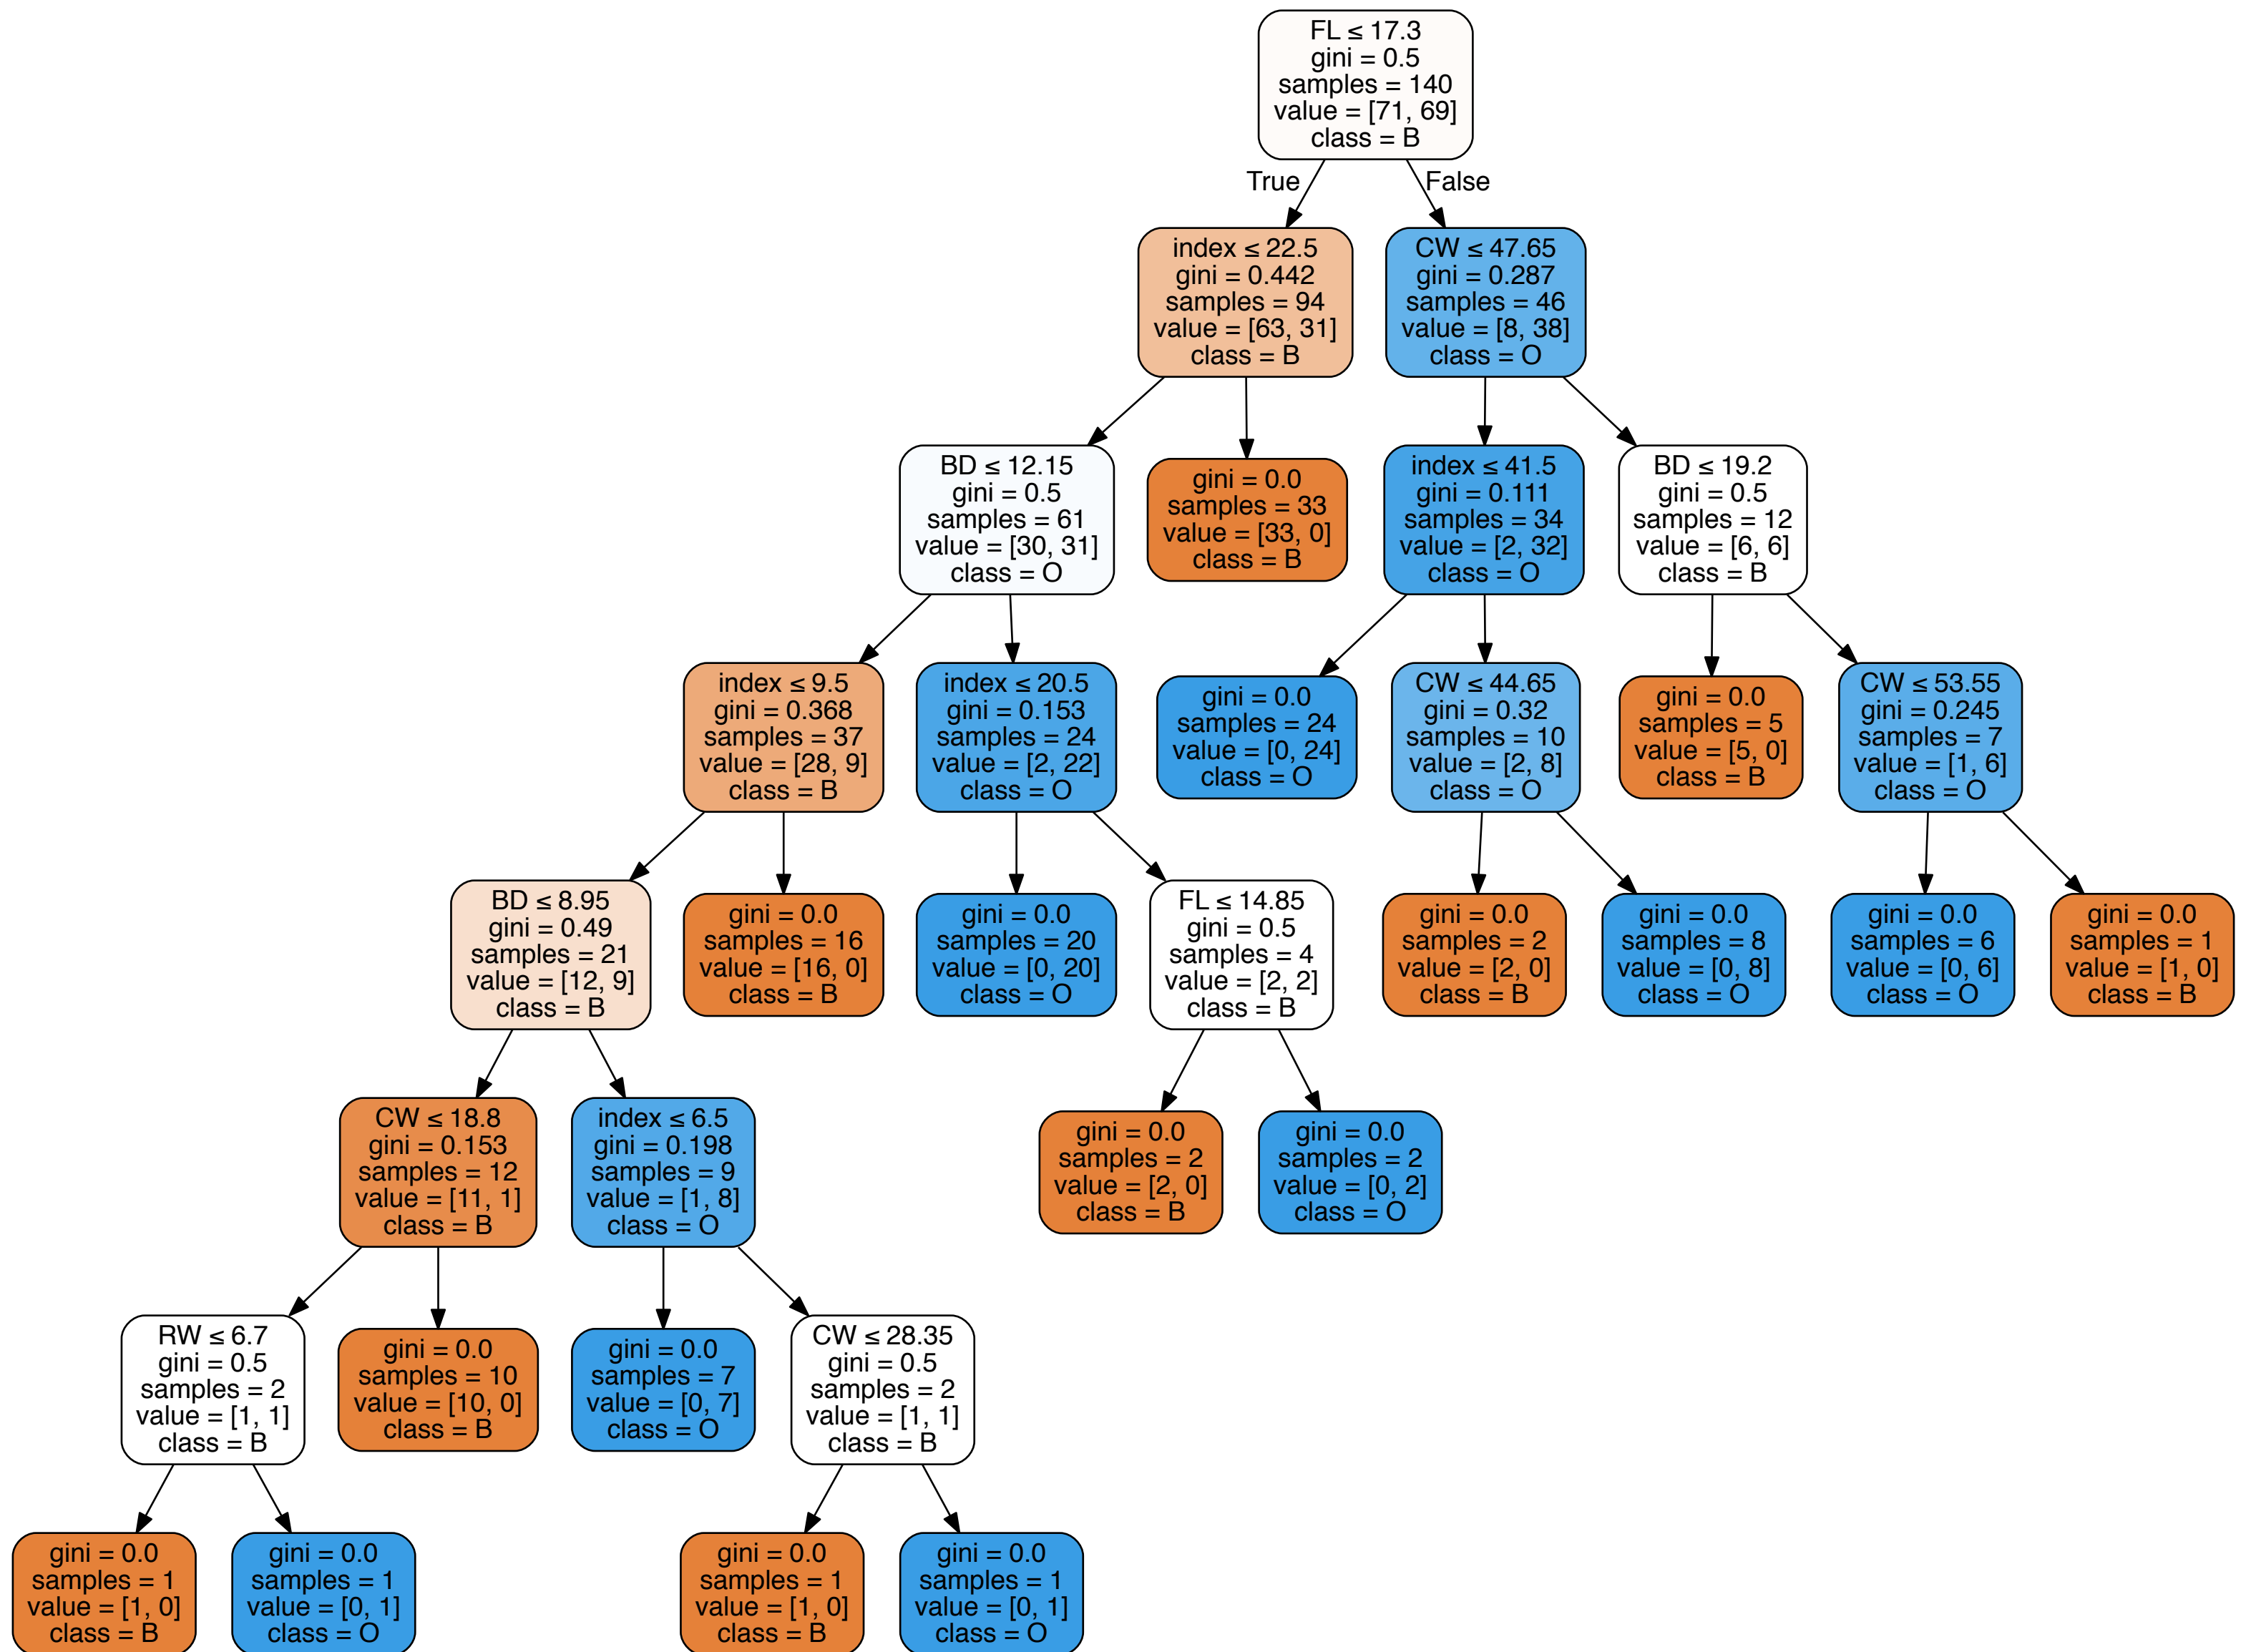 FL ≤ 17.3
gini = 0.5
samples = 140
value = [71, 69]
class = B
True
False
index ≤ 22.5
gini = 0.442
samples = 94
value = [63, 31]
class = B
CW ≤ 47.65
gini = 0.287
samples = 46
value = [8, 38]
class = O
BD ≤ 12.15
gini = 0.5
samples = 61
value = [30, 31]
class = O
gini = 0.0
samples = 33
value = [33, 0]
class = B
index ≤ 41.5
gini = 0.111
samples = 34
value = [2, 32]
class = O
BD ≤ 19.2
gini = 0.5
samples = 12
value = [6, 6]
class = B
index ≤ 9.5
gini = 0.368
samples = 37
value = [28, 9]
class = B
index ≤ 20.5
gini = 0.153
samples = 24
value = [2, 22]
class = O
gini = 0.0
samples = 24
value = [0, 24]
class = O
CW ≤ 44.65
gini = 0.32
samples = 10
value = [2, 8]
class = O
gini = 0.0
samples = 5
value = [5, 0]
class = B
CW ≤ 53.55
gini = 0.245
samples = 7
value = [1, 6]
class = O
BD ≤ 8.95
gini = 0.49
samples = 21
value = [12, 9]
class = B
gini = 0.0
samples = 16
value = [16, 0]
class = B
gini = 0.0
samples = 20
value = [0, 20]
class = O
FL ≤ 14.85
gini = 0.5
samples = 4
value = [2, 2]
class = B
gini = 0.0
samples = 2
value = [2, 0]
class = B
gini = 0.0
samples = 8
value = [0, 8]
class = O
gini = 0.0
samples = 6
value = [0, 6]
class = O
gini = 0.0
samples = 1
value = [1, 0]
class = B
CW ≤ 18.8
gini = 0.153
samples = 12
value = [11, 1]
class = B
index ≤ 6.5
gini = 0.198
samples = 9
value = [1, 8]
class = O
gini = 0.0
samples = 2
value = [2, 0]
class = B
gini = 0.0
samples = 2
value = [0, 2]
class = O
RW ≤ 6.7
gini = 0.5
samples = 2
value = [1, 1]
class = B
gini = 0.0
samples = 10
value = [10, 0]
class = B
gini = 0.0
samples = 7
value = [0, 7]
class = O
CW ≤ 28.35
gini = 0.5
samples = 2
value = [1, 1]
class = B
gini = 0.0
samples = 1
value = [1, 0]
class = B
gini = 0.0
samples = 1
value = [0, 1]
class = O
gini = 0.0
samples = 1
value = [1, 0]
class = B
gini = 0.0
samples = 1
value = [0, 1]
class = O